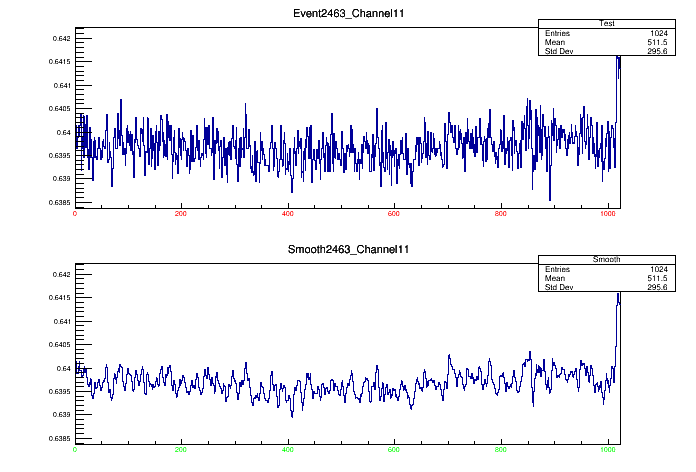 Event2463_Channel11
Test
Entries 1024
Mean 511.5
Std Dev 295.6
0.642
0.6415
0.641
0.6405
0.64
0.6395
0.639
0.6385
0 200 400 600 800 1000
Smooth2463_Channel11
Smooth
Entries 1024
Mean 511.5
Std Dev 295.6
0.642
0.6415
0.641
0.6405
0.64
0.6395
0.639
0.6385
0 200 400 600 800 1000